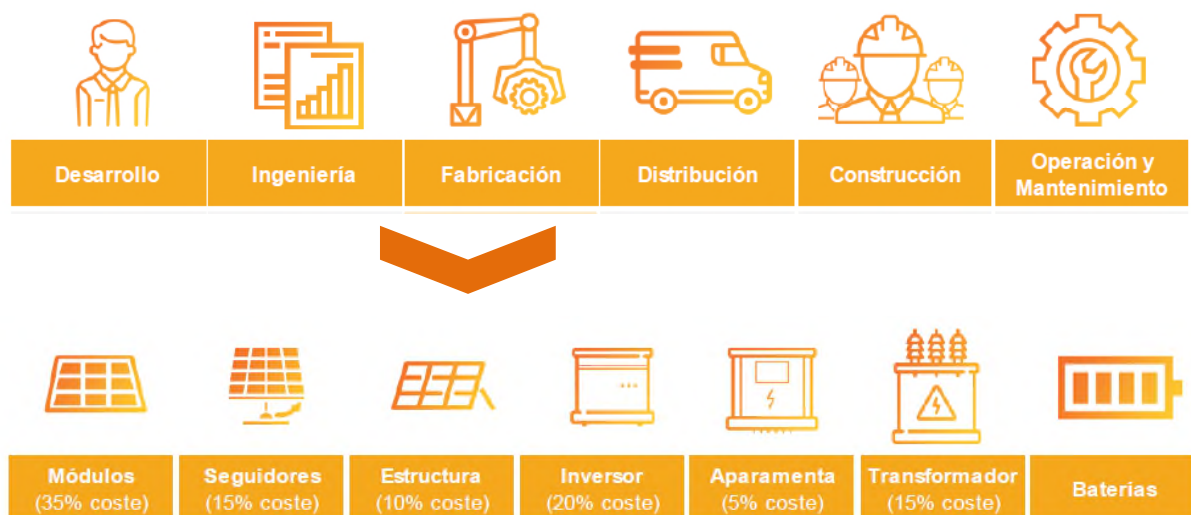 Desarrollo
Ingeniería
Fabricación
Distribución
Construcción
Operación y
Mantenimiento
Módulos
(35% coste)
Seguidores
(15% coste)
Estructura
(10% coste)
Inversor
(20% coste)
Aparamenta
(5% coste)
Transformador
(15% coste)
Baterías